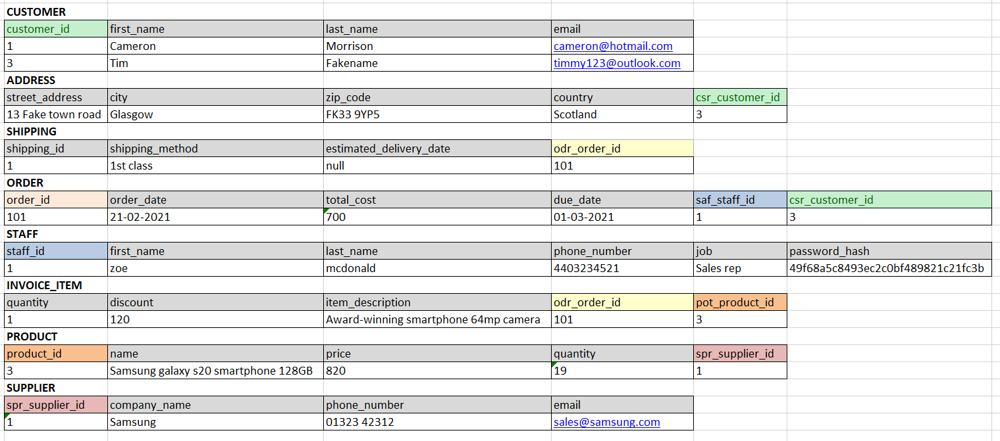 CUSTOMER
customer_id first_name last_name email
1 Cameron Morrison cameron@hotmail.com
3 Tim Fakename timmy123@outlook.com
ADDRESS
street_address city zip_code country csr_customer_id
13 Fake town road Glasgow FK33 9YP5 Scotland 3
SHIPPING
shipping_id shipping_method estimated_delivery_date odr_order_id
1 1st class null 101
ORDER
order_id order_date total_cost due_date saf_staff_id csr_customer_id
101 21-02-2021 700 01-03-2021 1 3
STAFF
staff_id first_name last_name phone_number job password_hash
1 zoe mcdonald 4403234521 Sales rep 49f68a5c8493ec2c0bf489821c21fc3b
INVOICE_ITEM
quantity discount item_description odr_order_id pot_product_id
1 120 Award-winning smartphone 64mp camera 101 3
PRODUCT
product_id name price quantity spr_supplier_id
3 Samsung galaxy s20 smartphone 128GB 820 19 1
SUPPLIER
spr_supplier_id company_name phone_number email
1 Samsung 01323 42312 sales@samsung.com